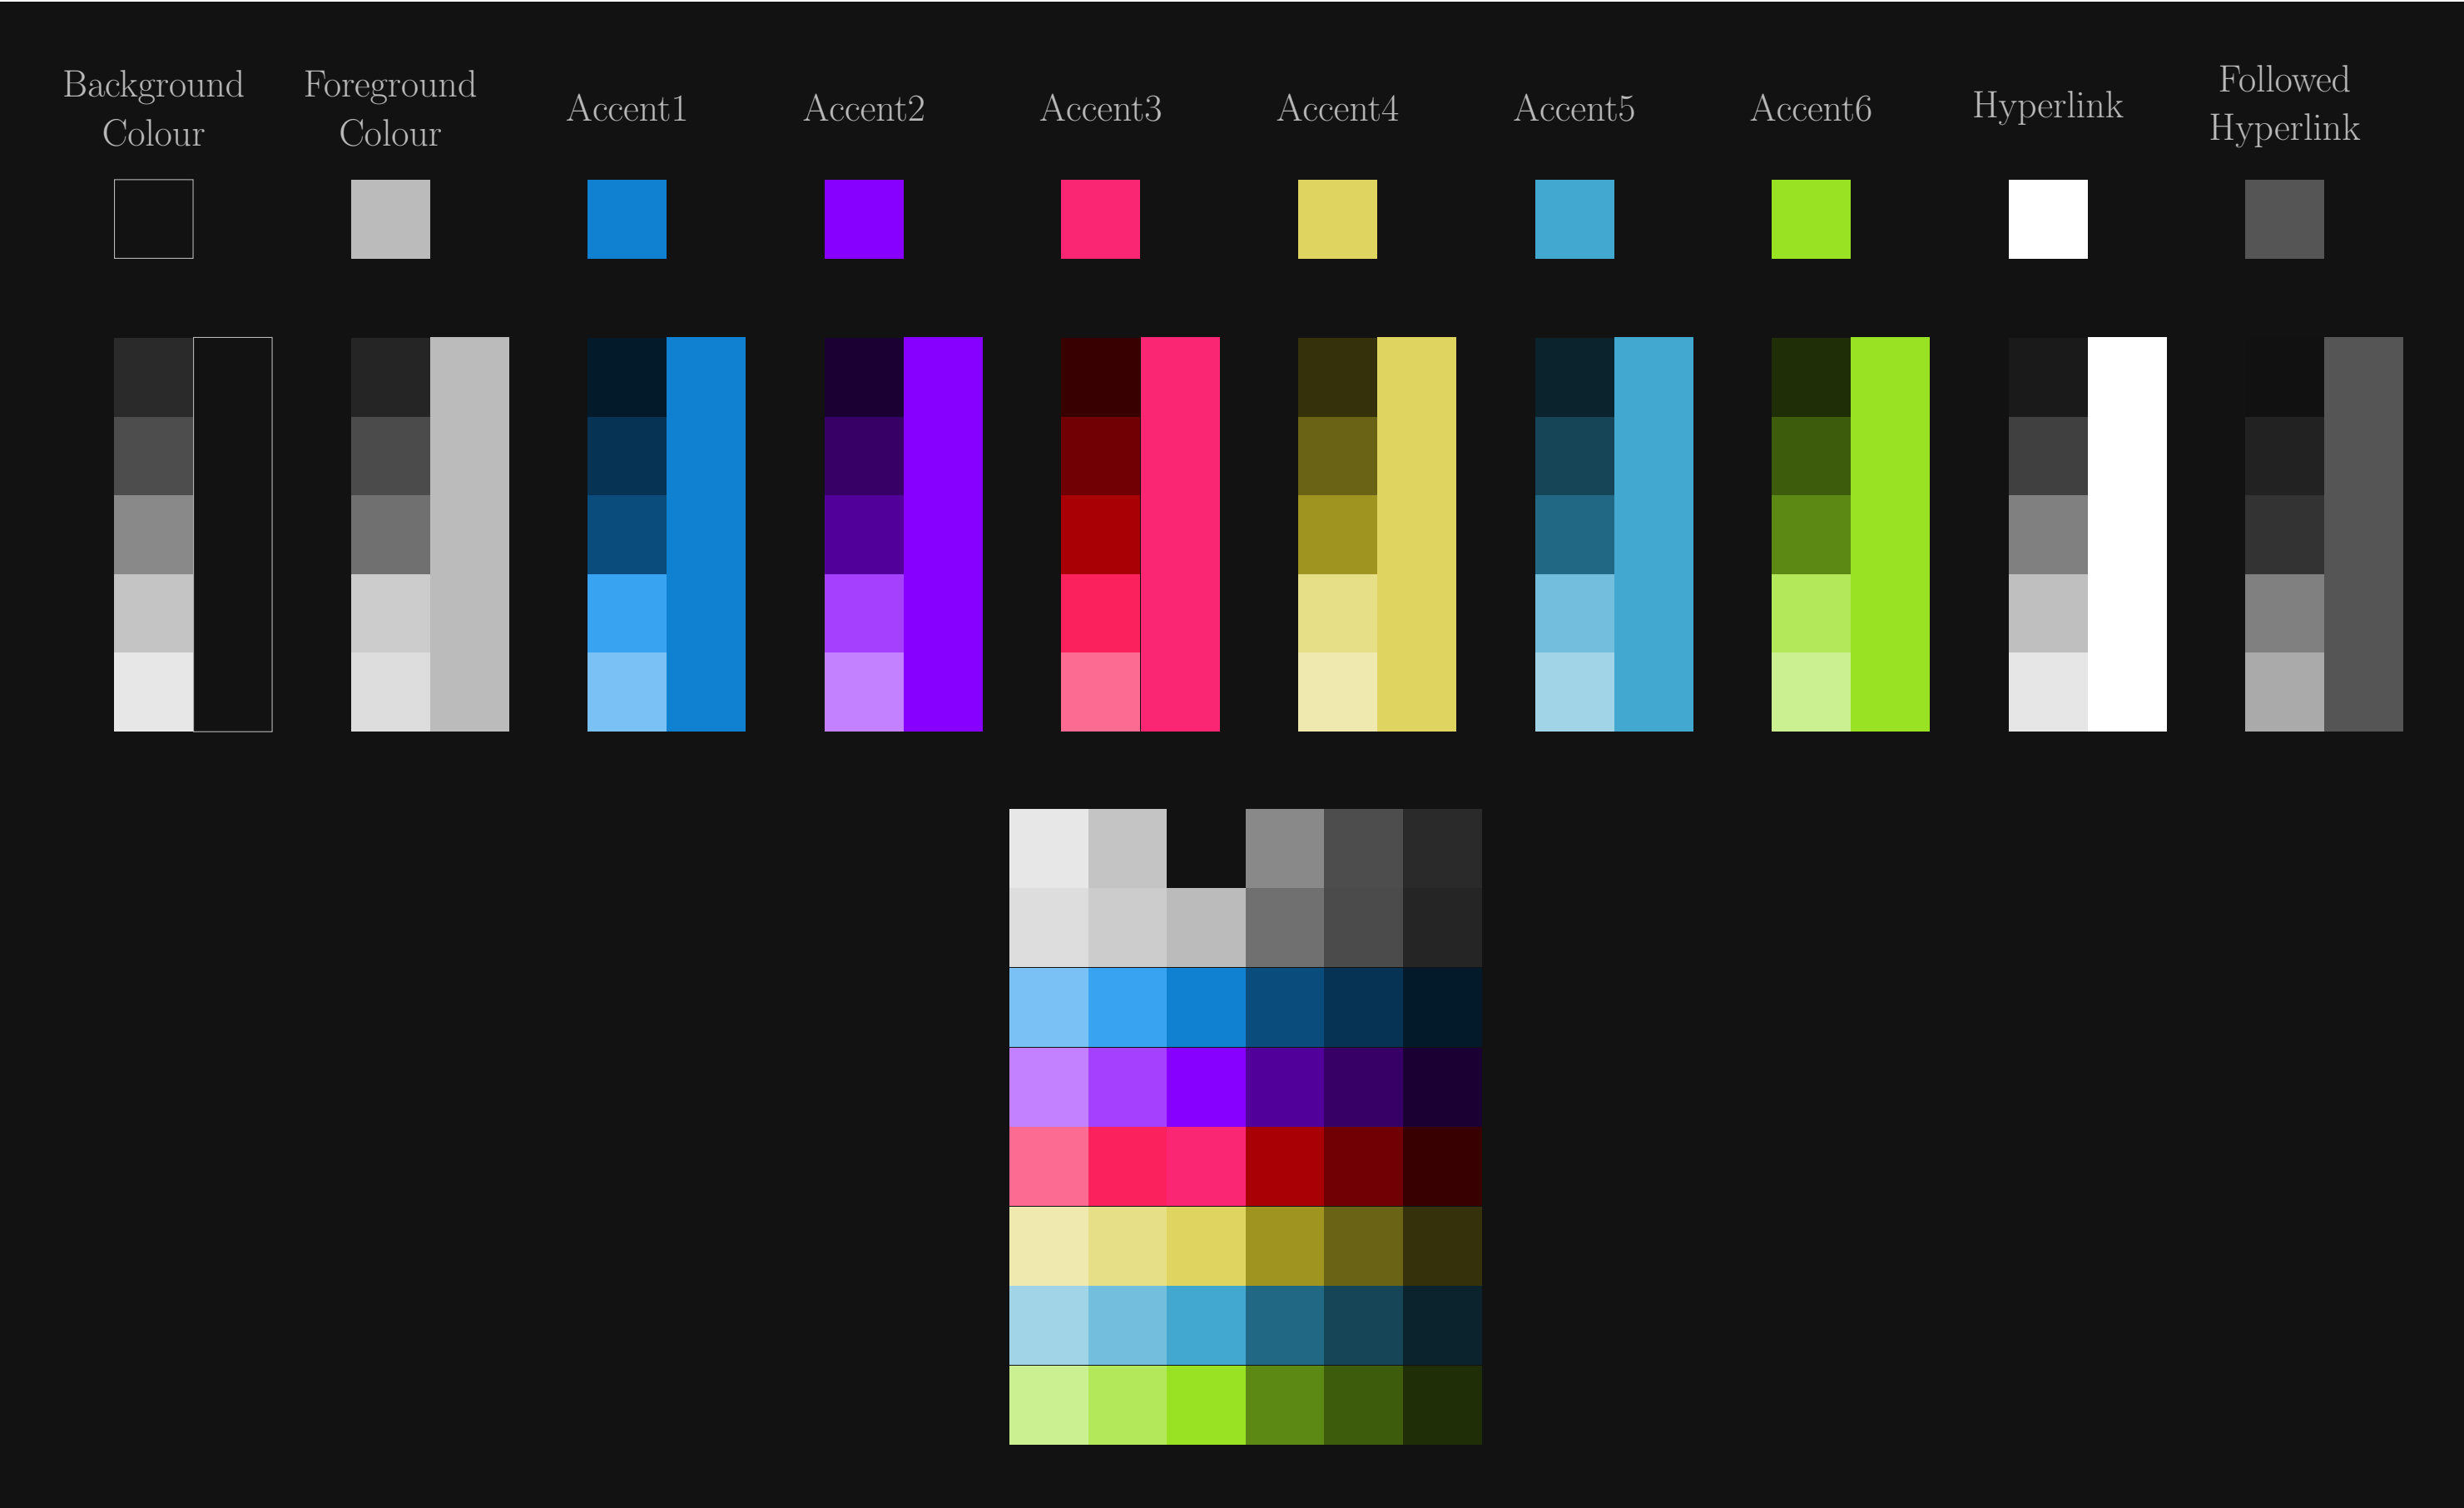 Background
Colour
Foreground
Colour
Accent1
Accent2
Accent3
Accent4
Accent5
Accent6
Hyperlink
Followed
Hyperlink